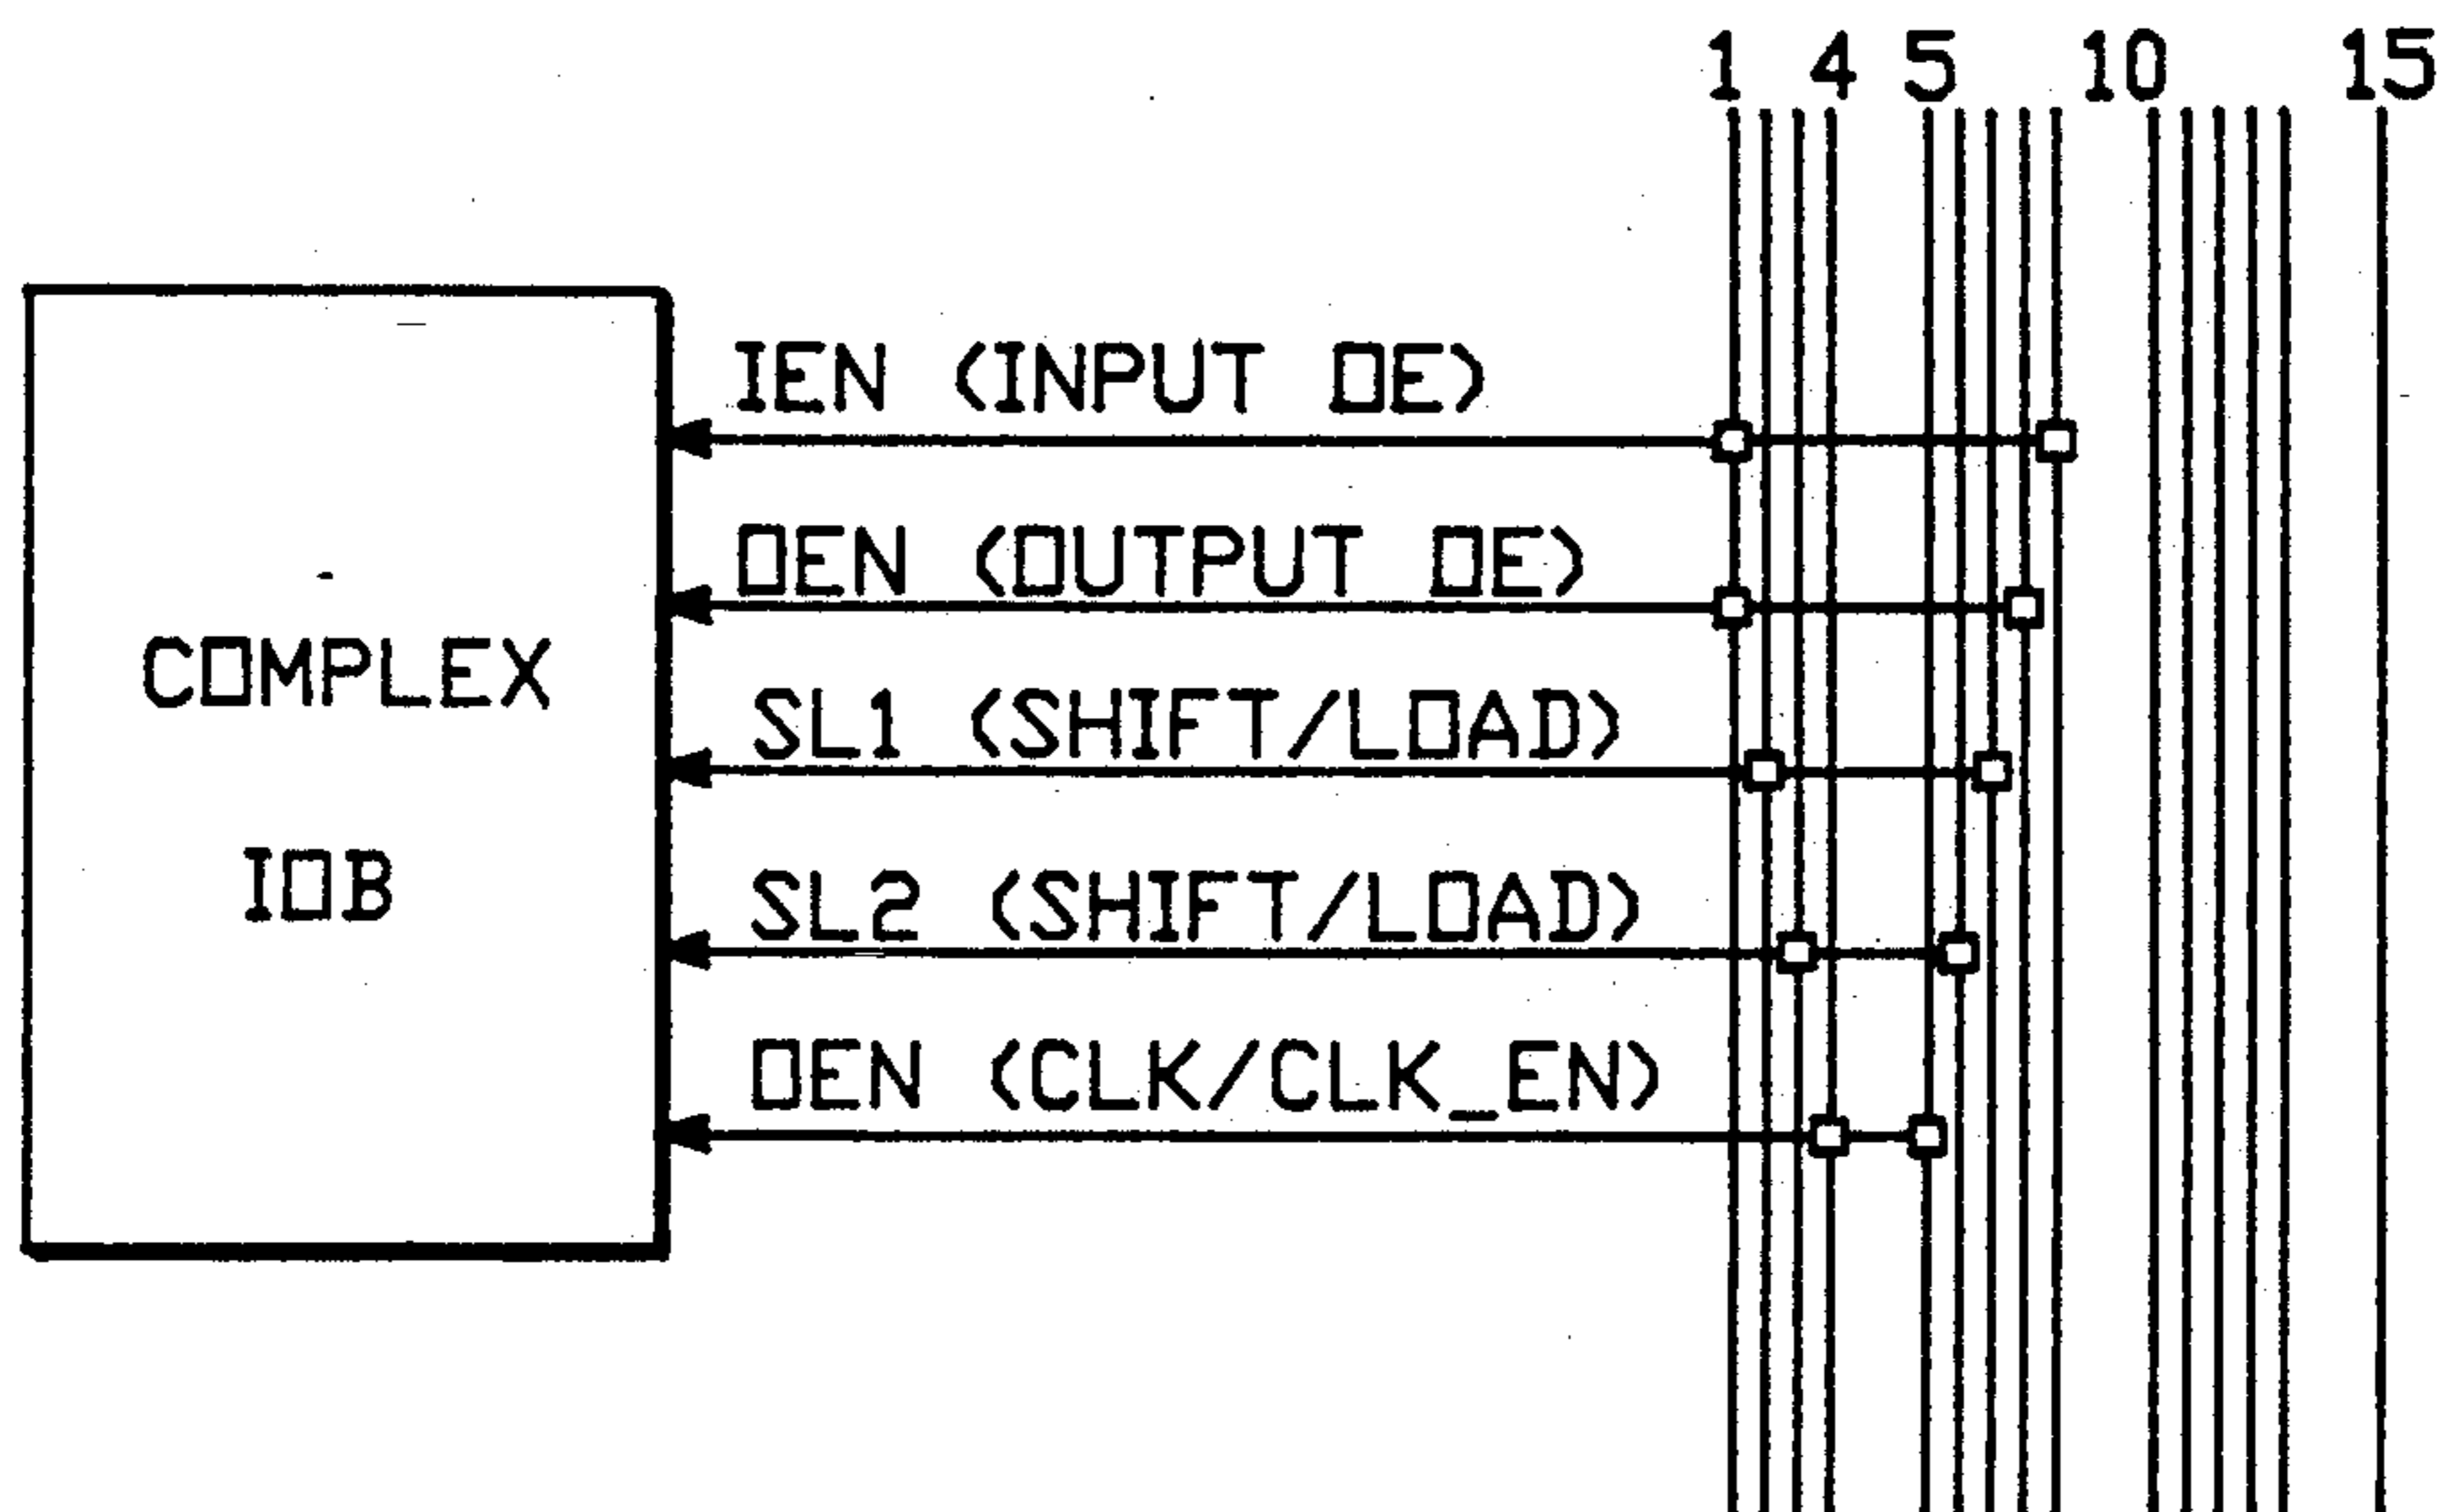 1 4 5 10 15
IEN (INPUT OE)
OEN (OUTPUT OE)
COMPLEX
SL1 (SHIFT/LOAD)
IOB
SL2 (SHIFT/LOAD)
OEN (CLK/CLK_EN)